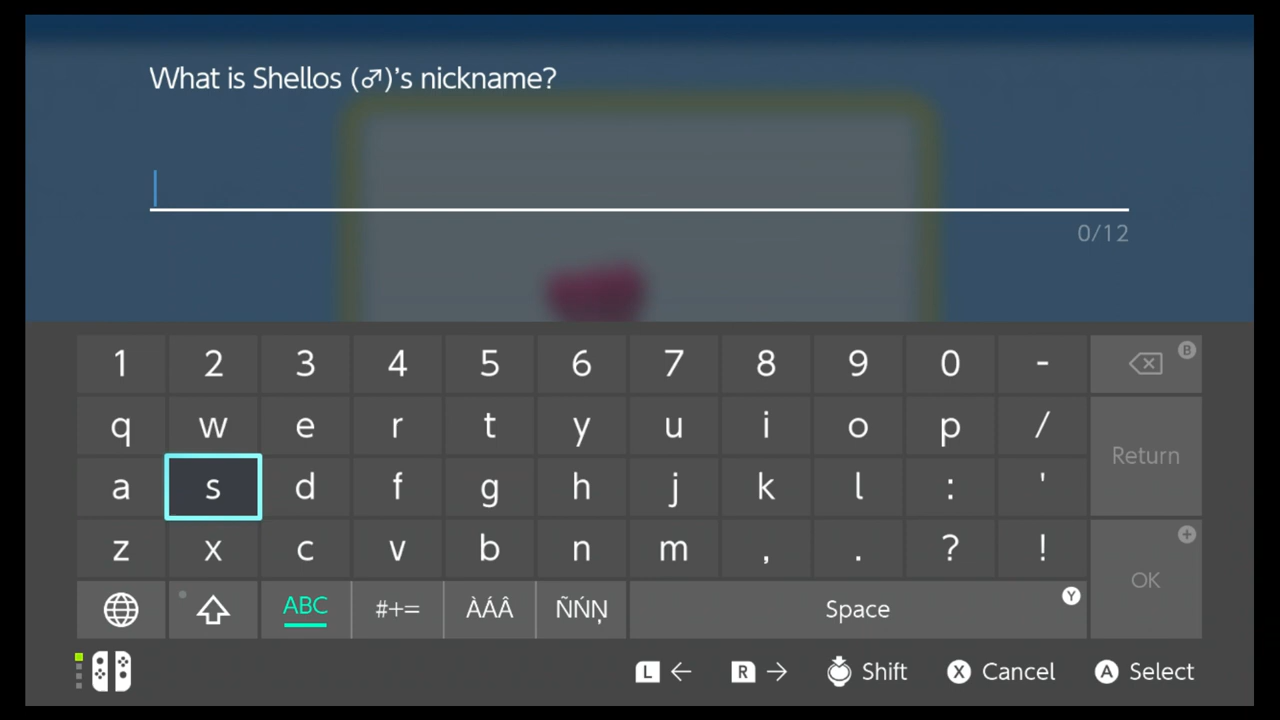 What is Shellos (♂)'s nickname?
0/12
1 2 3 4 5 6 7 8 9 0 -
B
q w e r t y u i o p /
Return
a s d f g h j k l : '
z x c v b n m , . ? !
+
OK
ABC #+= ÀÁÂ ÑŃŅ Space Y
L ← R → Shift X Cancel A Select